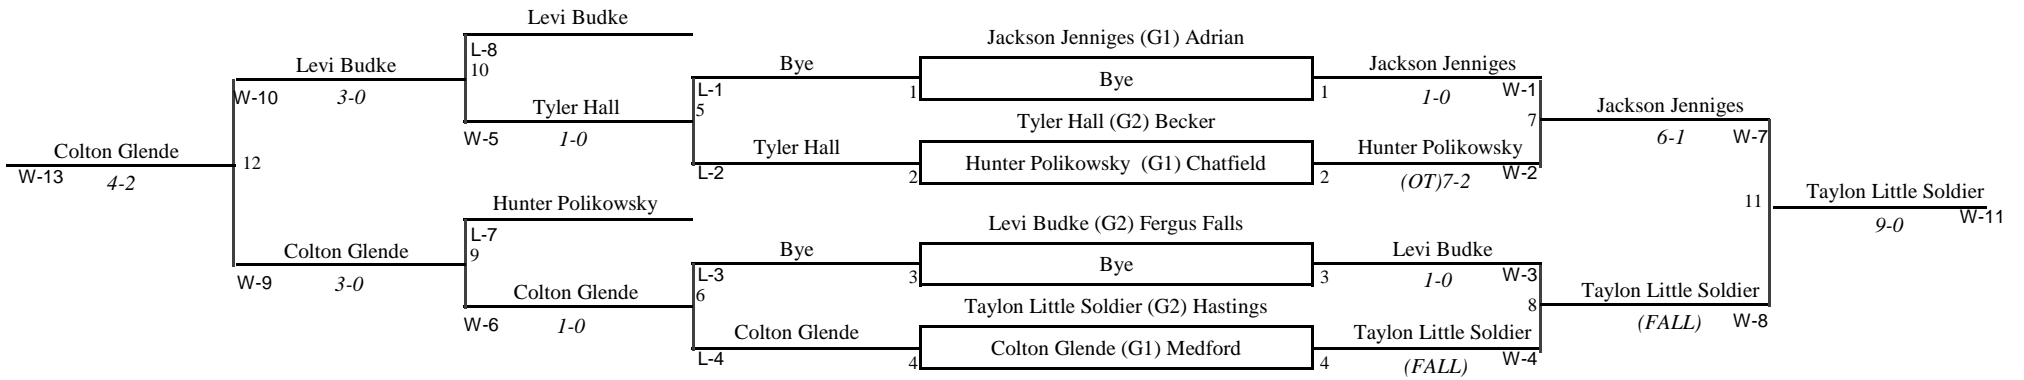 Levi Budke
L-8
10
Levi Budke
W-10
3-0
Tyler Hall
W-5
1-0
Colton Glende
W-13
4-2
12
Hunter Polikowsky
L-7
9
Colton Glende
W-9
3-0
Colton Glende
W-6
1-0
Bye
L-1
5
Tyler Hall
L-2
Bye
L-3
6
Colton Glende
L-4
Jackson Jenniges (G1) Adrian
1
Bye
1
Tyler Hall (G2) Becker
2
Hunter Polikowsky (G1) Chatfield
2
Levi Budke (G2) Fergus Falls
3
Bye
3
Taylon Little Soldier (G2) Hastings
4
Colton Glende (G1) Medford
4
Jackson Jenniges
1-0
W-1
7
Hunter Polikowsky
(OT)7-2
W-2
Levi Budke
1-0
W-3
8
Taylon Little Soldier
(FALL)
W-4
Jackson Jenniges
6-1
W-7
11
Taylon Little Soldier
(FALL)
W-8
Taylon Little Soldier
9-0
W-11